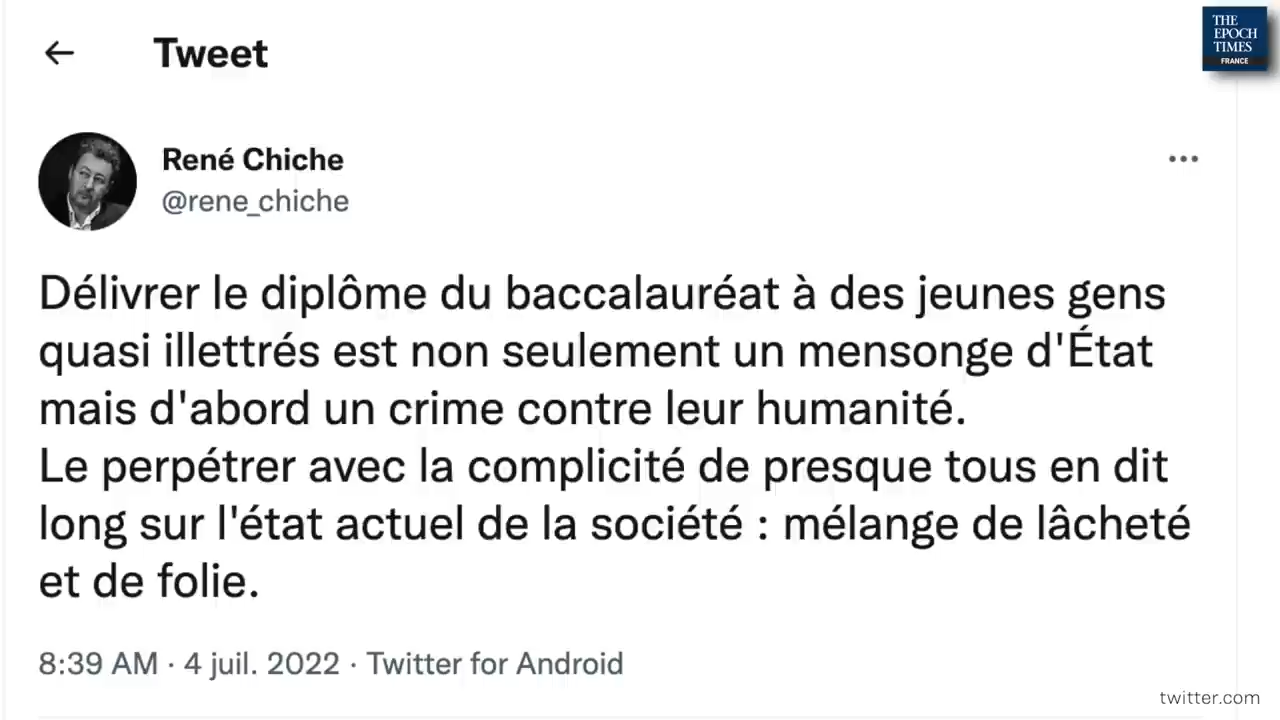 Tweet
THE
EPOCH
TIMES
FRANCE
René Chiche
@rene_chiche
Délivrer le diplôme du baccalauréat à des jeunes gens
quasi illettrés est non seulement un mensonge d'État
mais d'abord un crime contre leur humanité.
Le perpétrer avec la complicité de presque tous en dit
long sur l'état actuel de la société : mélange de lâcheté
et de folie.
8:39 AM · 4 juil. 2022 · Twitter for Android
twitter.com